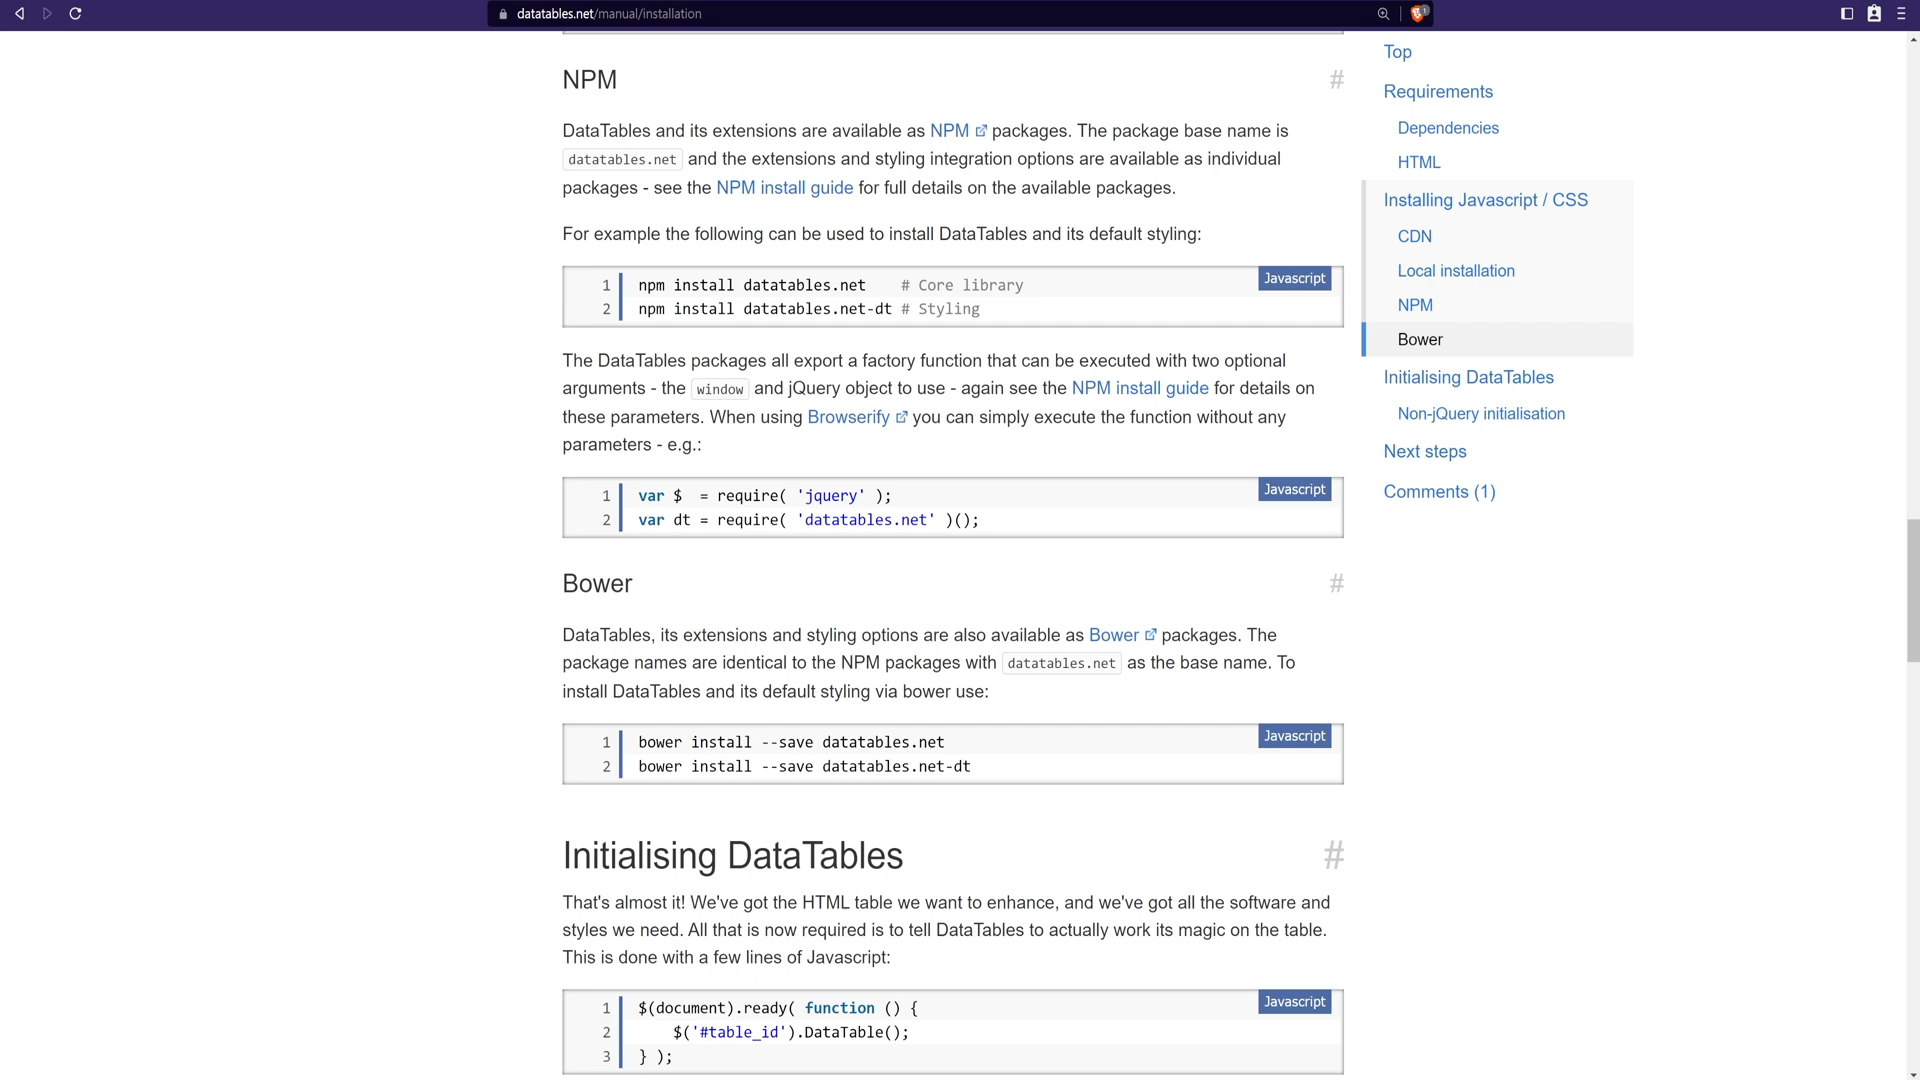 datatables.net/manual/installation
1
NPM
#
DataTables and its extensions are available as NPM packages. The package base name is
datatables.net and the extensions and styling integration options are available as individual
packages - see the NPM install guide for full details on the available packages.
For example the following can be used to install DataTables and its default styling:
Javascript
1 npm install datatables.net    # Core library
2 npm install datatables.net-dt # Styling
The DataTables packages all export a factory function that can be executed with two optional
arguments - the window and jQuery object to use - again see the NPM install guide for details on
these parameters. When using Browserify you can simply execute the function without any
parameters - e.g.:
Javascript
1 var $  = require( 'jquery' );
2 var dt = require( 'datatables.net' )();
Bower
#
DataTables, its extensions and styling options are also available as Bower packages. The
package names are identical to the NPM packages with datatables.net as the base name. To
install DataTables and its default styling via bower use:
Javascript
1 bower install --save datatables.net
2 bower install --save datatables.net-dt
Initialising DataTables
#
That's almost it! We've got the HTML table we want to enhance, and we've got all the software and
styles we need. All that is now required is to tell DataTables to actually work its magic on the table.
This is done with a few lines of Javascript:
Javascript
1 $(document).ready( function () {
2     $('#table_id').DataTable();
3 } );
Top
Requirements
Dependencies
HTML
Installing Javascript / CSS
CDN
Local installation
NPM
Bower
Initialising DataTables
Non-jQuery initialisation
Next steps
Comments (1)